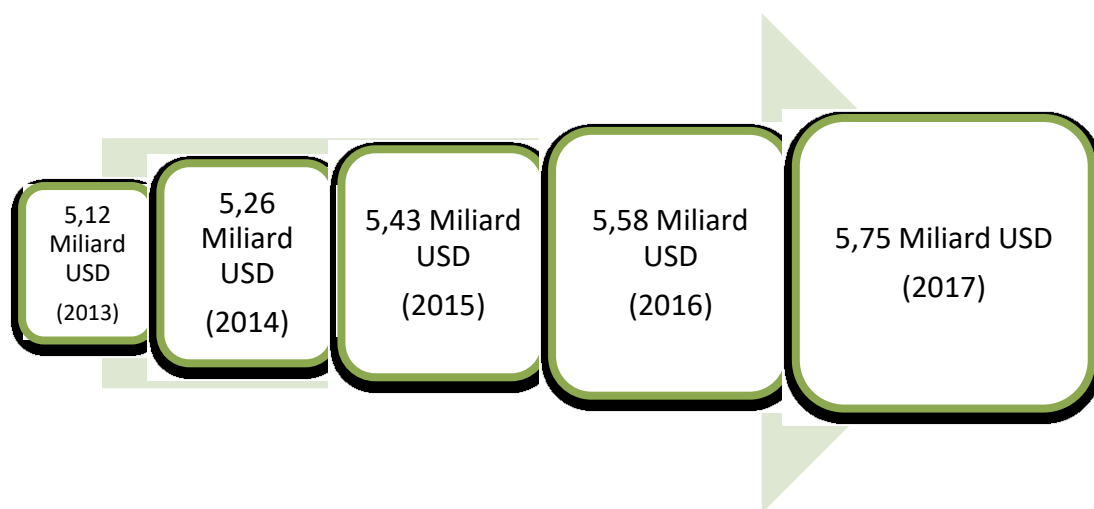 5,12
Miliard
USD
(2013)
5,26
Miliard
USD
(2014)
5,43 Miliard
USD
(2015)
5,58 Miliard
USD
(2016)
5,75 Miliard USD
(2017)